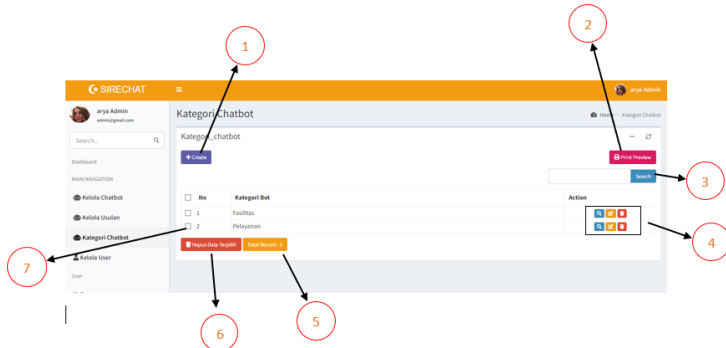 2
1
SIRECHAT
arya Admin
arya Admin
admin@gmail.com
Kategori Chatbot
Home
Kategori Chatbot
Search...
Kategori_chatbot
+Create
Print Preview
Dashboard
Search
3
MAIN NAVIGATION
No
Kategori Bot
Action
Kelola Chatbot
1
Fasilitas
Kelola Usulan
2
Pelayanan
Kategori Chatbot
4
Hapus Data Terpilih
Total Record : 2
7
Kelola User
User
5
6